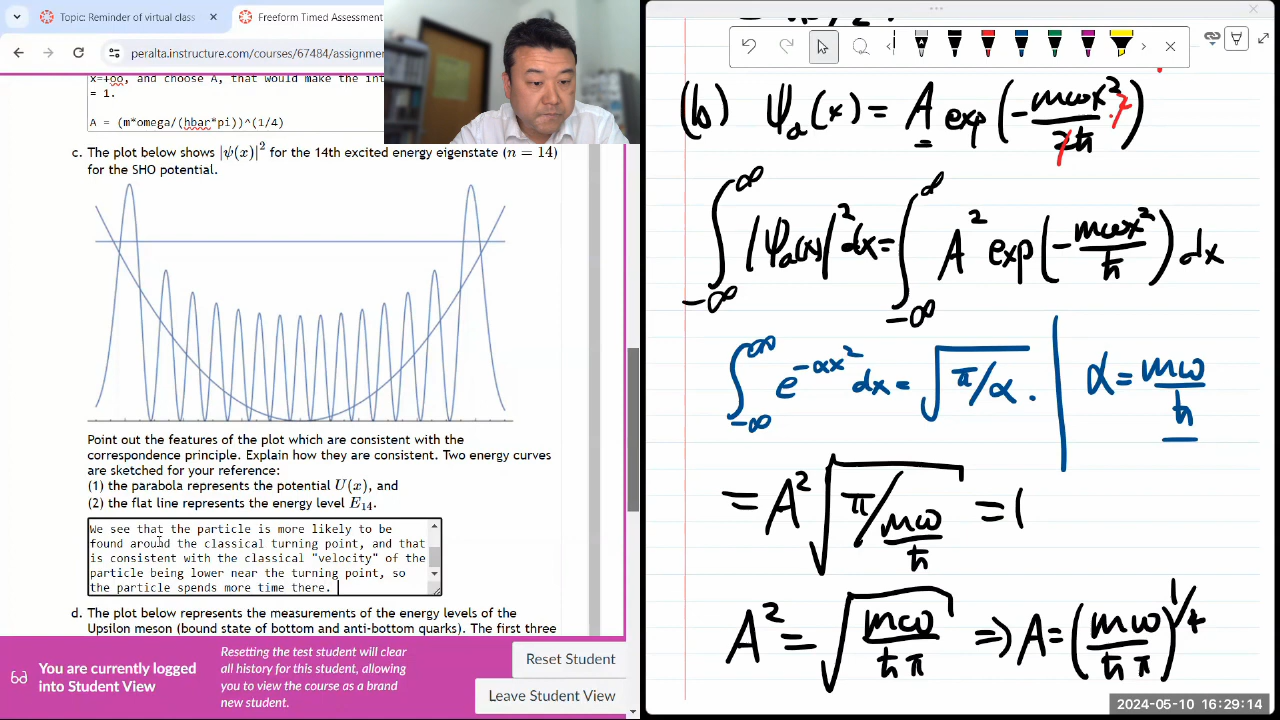 Reminder of virtual class
Freeform Timed Assessment
peralta.instructure.com/courses/67484/assignme
x=+oo, and choose A, that would make the int
= 1.
A = (m*omega/(hbar*pi))^(1/4)
c. The plot below shows |ψ(x)|² for the 14th excited energy eigenstate (n = 14)
for the SHO potential.
Point out the features of the plot which are consistent with the
correspondence principle. Explain how they are consistent. Two energy curves
are sketched for your reference:
(1) the parabola represents the potential U(x), and
(2) the flat line represents the energy level E₁₄.
We see that the particle is more likely to be
found around the classical turning point, and that
is consistent with the classical "velocity" of the
particle being lower near the turning point, so
the particle spends more time there.
d. The plot below represents the measurements of the energy levels of the
Upsilon meson (bound state of bottom and anti-bottom quarks). The first three
You are currently logged
into Student View
Resetting the test student will clear
all history for this student, allowing
you to view the course as a brand
new student.
Reset Student
Leave Student View
(b) ψₐ(x) = A exp(-mωx²/2ħ)
∫_{-∞}^{∞} |ψₐ(x)|² dx = ∫_{-∞}^{∞} A² exp(-mωx²/ħ) dx
∫_{-∞}^{∞} e^{-αx²} dx = √(π/α). | α = mω/ħ
= A² √(π/(mω/ħ)) = 1
A² = √(mω/ħπ) ⇒ A = (mω/ħπ)^{1/4}
2024-05-10 16:29:14